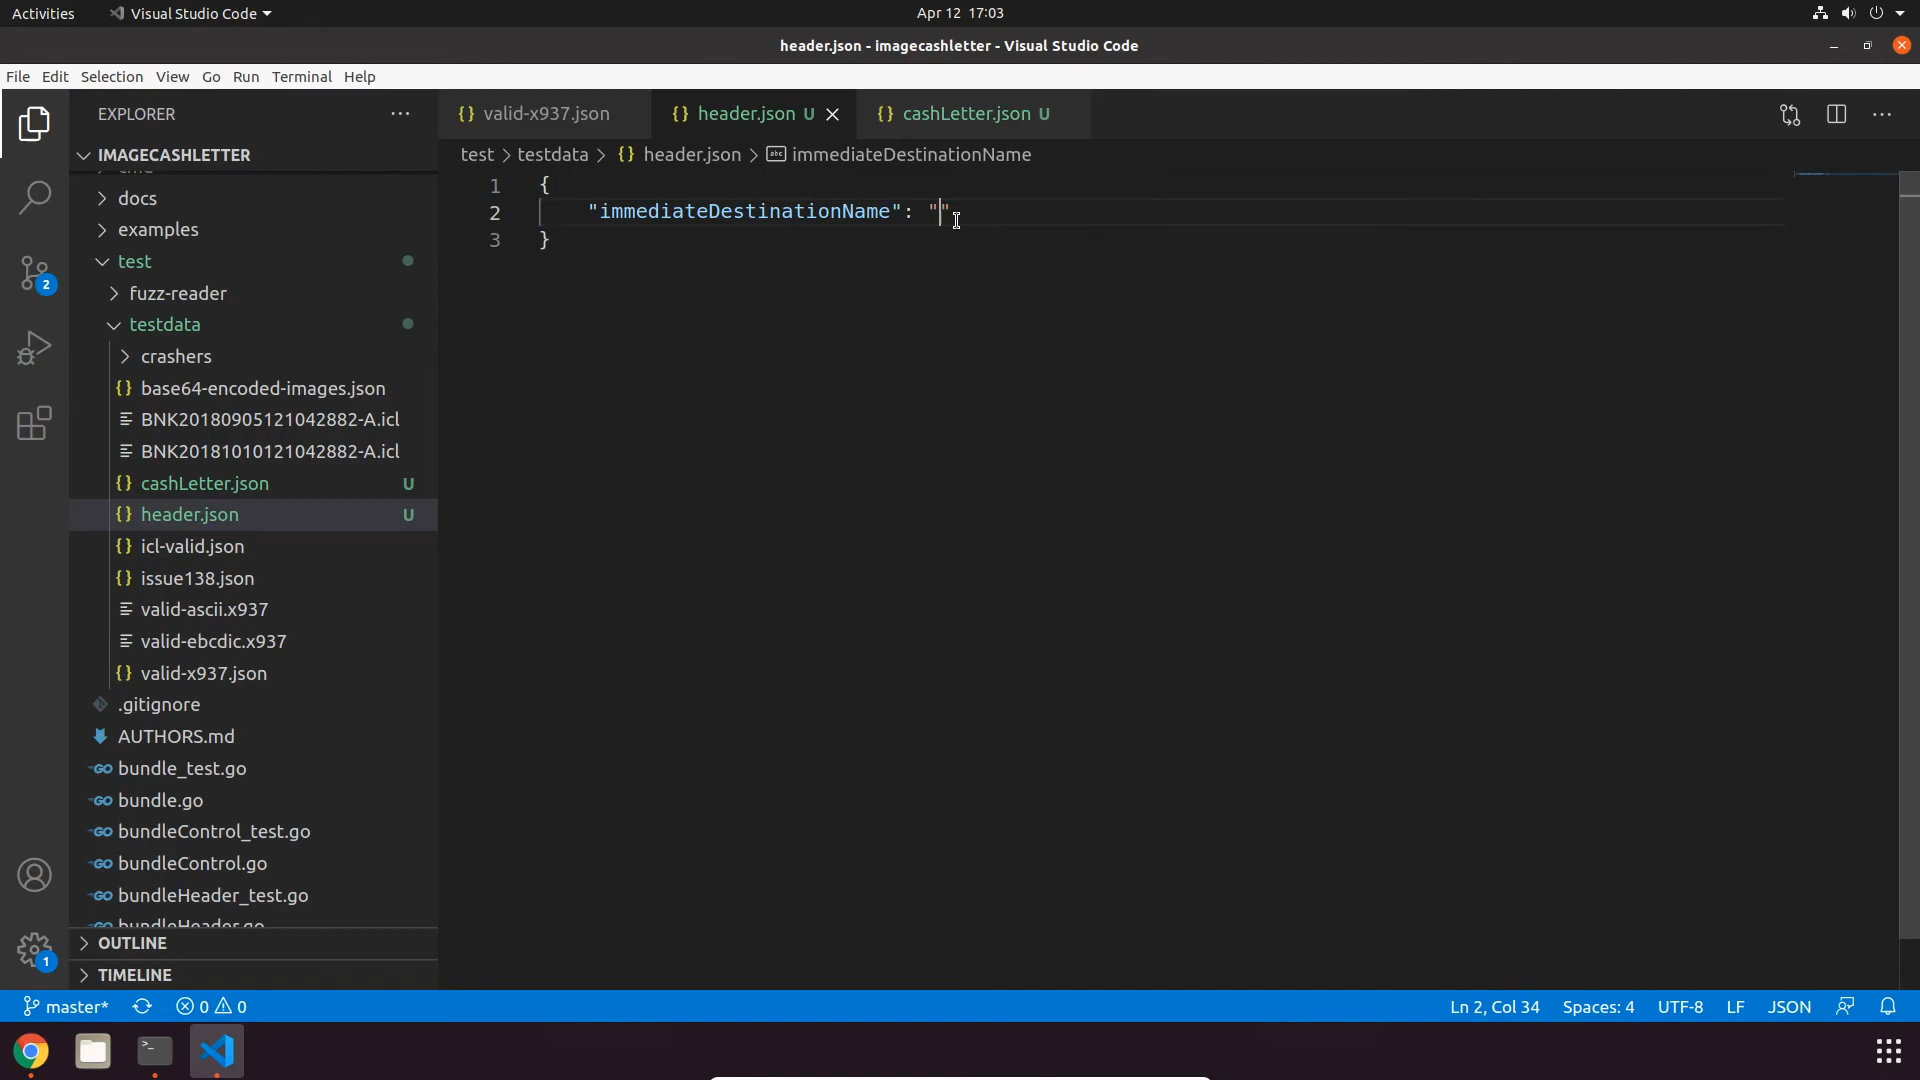 Activities
Visual Studio Code
Apr 12 17:03
header.json - imagecashletter - Visual Studio Code
File Edit Selection View Go Run Terminal Help
EXPLORER
valid-x937.json
header.json U
cashLetter.json U
IMAGECASHLETTER
test > testdata > {} header.json > immediateDestinationName
docs
examples
test
fuzz-reader
testdata
crashers
base64-encoded-images.json
BNK20180905121042882-A.icl
BNK20181010121042882-A.icl
cashLetter.json U
header.json U
icl-valid.json
issue138.json
valid-ascii.x937
valid-ebcdic.x937
valid-x937.json
.gitignore
AUTHORS.md
bundle_test.go
bundle.go
bundleControl_test.go
bundleControl.go
bundleHeader_test.go
bundleHeader.go
OUTLINE
TIMELINE
1 {
2 "immediateDestinationName": ""
3 }
2
1
master*
0 0
Ln 2, Col 34
Spaces: 4
UTF-8
LF
JSON